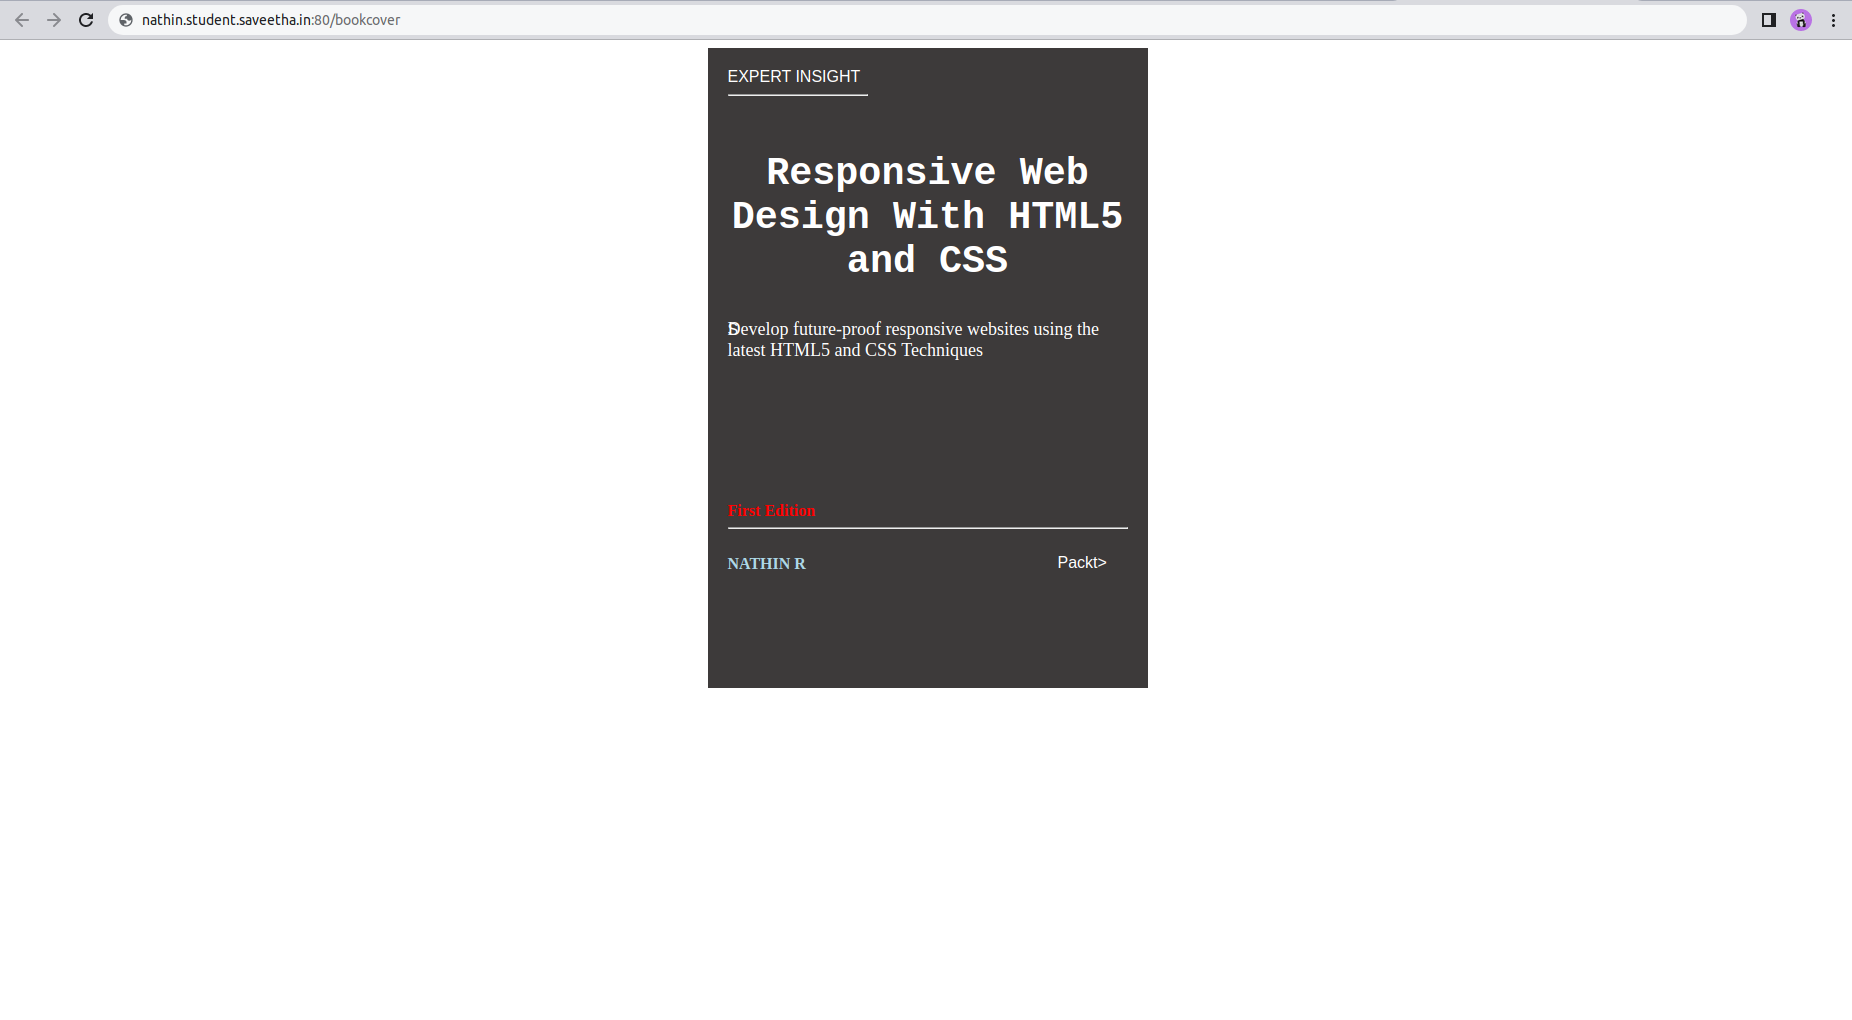 nathin.student.saveetha.in:80/bookcover
EXPERT INSIGHT
Responsive Web
Design With HTML5
and CSS
Develop future-proof responsive websites using the
latest HTML5 and CSS Techniques
First Edition
NATHIN R
Packt>